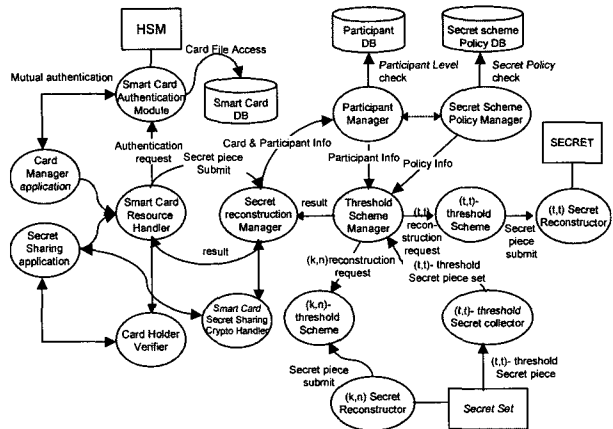 HSM
Card File Access
Mutual authentication
Smart Card
Authentication
Module
Smart Card
DB
Participant
DB
Secret scheme
Policy DB
Participant Level
check
Secret Policy
check
Participant
Manager
Secret Scheme
Policy Manager
SECRET
Authentication
request
Secret piece
Submit
Card & Participant Info
Participant Info
Policy Info
Card
Manager
application
Smart Card
Resource
Handler
Secret
reconstruction
Manager
result
Threshold
Scheme
Manager
(t,t)
reconstruction
request
(t,t)-
threshold
Scheme
Secret
piece
submit
(t,t) Secret
Reconstructor
Secret
Sharing
application
result
(k,n)reconstruction
request
(t,t)- threshold
Secret piece set
Smart Card
Secret Sharing
Crypto Handler
(k,n)-
threshold
Scheme
(t,t)- threshold
Secret collector
Card Holder
Verifier
Secret piece
submit
(t,t)- threshold
Secret piece
(k,n) Secret
Reconstructor
Secret Set